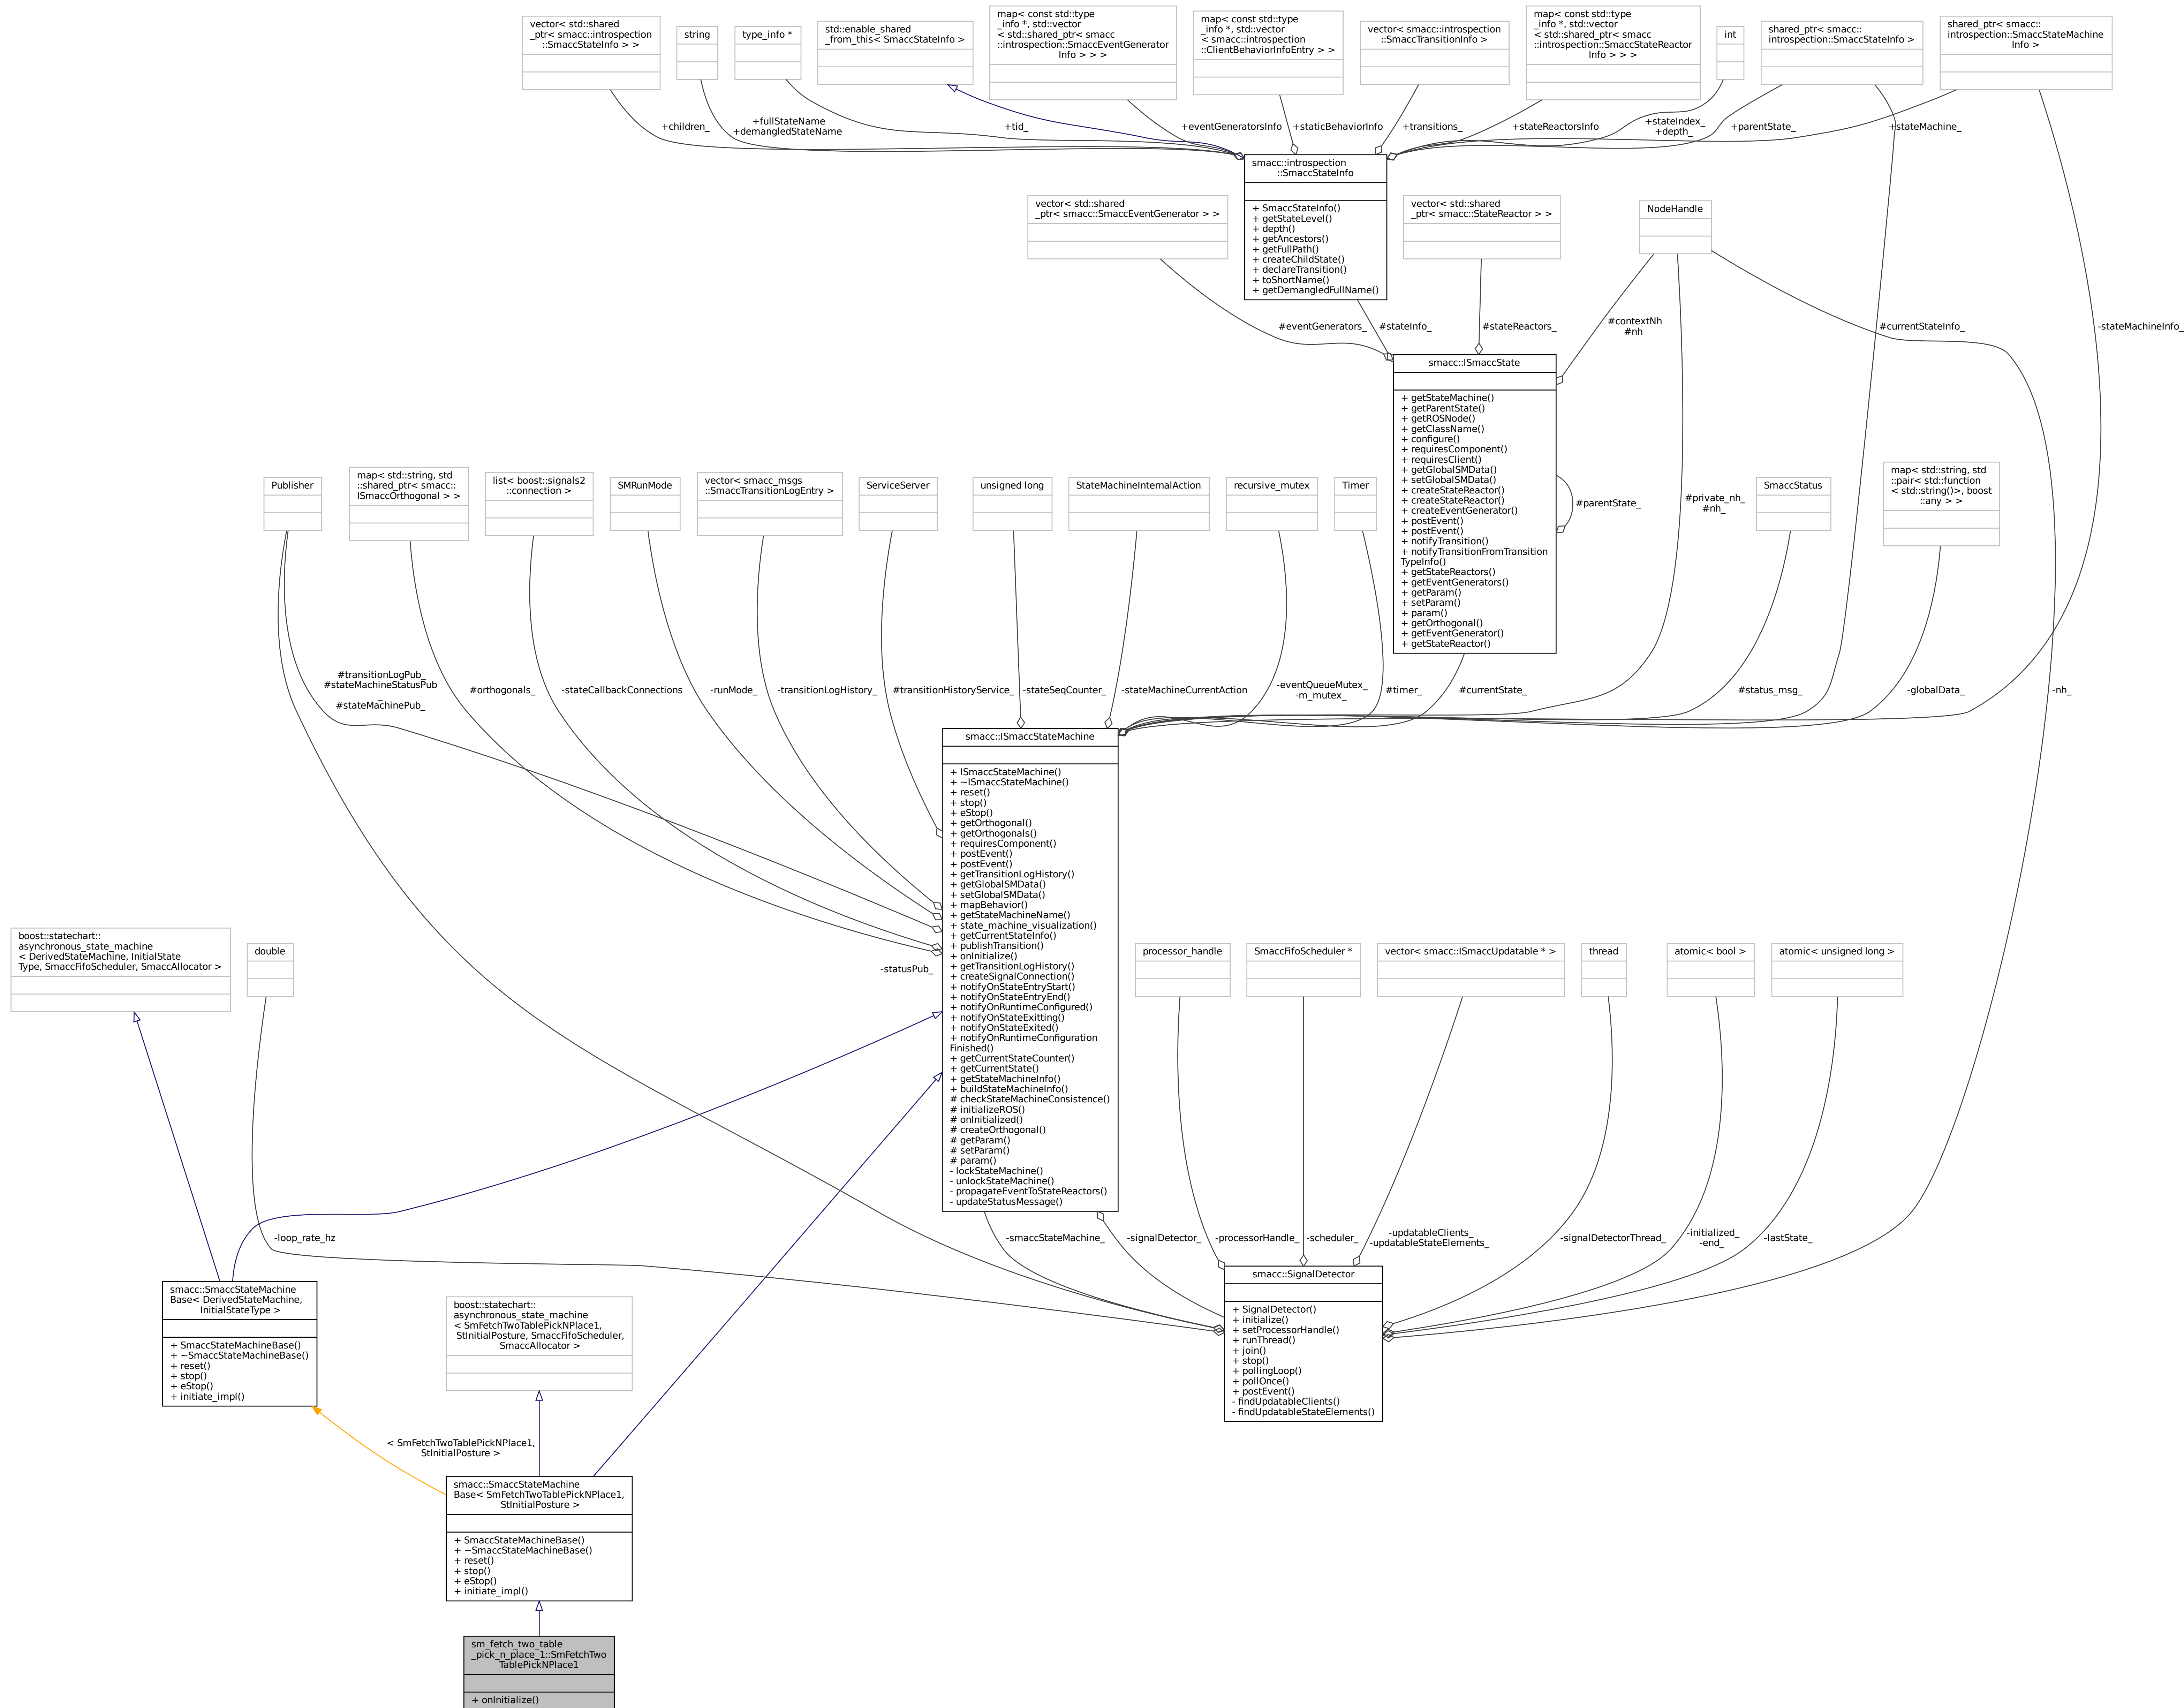 vector< std::shared
_ptr< smacc::introspection
::SmaccStateInfo > >
string
type_info *
std::enable_shared
_from_this< SmaccStateInfo >
map< const std::type
_info *, std::vector
< std::shared_ptr< smacc
::introspection::SmaccEventGenerator
Info > > >
map< const std::type
_info *, std::vector
< smacc::introspection
::ClientBehaviorInfoEntry > >
vector< smacc::introspection
::SmaccTransitionInfo >
map< const std::type
_info *, std::vector
< std::shared_ptr< smacc
::introspection::SmaccStateReactor
Info > > >
int
shared_ptr< smacc::
introspection::SmaccStateInfo >
shared_ptr< smacc::
introspection::SmaccStateMachine
Info >
+children_
+fullStateName
+demangledStateName
+tid_
+eventGeneratorsInfo
+staticBehaviorInfo
+transitions_
+stateReactorsInfo
+stateIndex_
+depth_
+parentState_
+stateMachine_
smacc::introspection
::SmaccStateInfo
+ SmaccStateInfo()
+ getStateLevel()
+ depth()
+ getAncestors()
+ getFullPath()
+ createChildState()
+ declareTransition()
+ toShortName()
+ getDemangledFullName()
vector< std::shared
_ptr< smacc::SmaccEventGenerator > >
vector< std::shared
_ptr< smacc::StateReactor > >
NodeHandle
#eventGenerators_
#stateInfo_
#stateReactors_
#contextNh
#nh
#currentStateInfo_
-stateMachineInfo_
smacc::ISmaccState
+ getStateMachine()
+ getParentState()
+ getROSNode()
+ getClassName()
+ configure()
+ requiresComponent()
+ requiresClient()
+ getGlobalSMData()
+ setGlobalSMData()
+ createStateReactor()
+ createStateReactor()
+ createEventGenerator()
+ postEvent()
+ postEvent()
+ notifyTransition()
+ notifyTransitionFromTransition
TypeInfo()
+ getStateReactors()
+ getEventGenerators()
+ getParam()
+ setParam()
+ param()
+ getOrthogonal()
+ getEventGenerator()
+ getStateReactor()
#parentState_
#private_nh_
#nh_
Publisher
map< std::string, std
::shared_ptr< smacc::
ISmaccOrthogonal > >
list< boost::signals2
::connection >
SMRunMode
vector< smacc_msgs
::SmaccTransitionLogEntry >
ServiceServer
unsigned long
StateMachineInternalAction
recursive_mutex
Timer
SmaccStatus
map< std::string, std
::pair< std::function
< std::string()>, boost
::any > >
#transitionLogPub_
#stateMachineStatusPub
_
#stateMachinePub_
#orthogonals_
-stateCallbackConnections
-runMode_
-transitionLogHistory_
#transitionHistoryService_
-stateSeqCounter_
-stateMachineCurrentAction
-eventQueueMutex_
-m_mutex_
#timer_
#currentState_
#status_msg_
-globalData_
-nh_
smacc::ISmaccStateMachine
+ ISmaccStateMachine()
+ ~ISmaccStateMachine()
+ reset()
+ stop()
+ eStop()
+ getOrthogonal()
+ getOrthogonals()
+ requiresComponent()
+ postEvent()
+ postEvent()
+ getTransitionLogHistory()
+ getGlobalSMData()
+ setGlobalSMData()
+ mapBehavior()
+ getStateMachineName()
+ state_machine_visualization()
+ getCurrentStateInfo()
+ publishTransition()
+ onInitialize()
+ getTransitionLogHistory()
+ createSignalConnection()
+ notifyOnStateEntryStart()
+ notifyOnStateEntryEnd()
+ notifyOnRuntimeConfigured()
+ notifyOnStateExitting()
+ notifyOnStateExited()
+ notifyOnRuntimeConfiguration
Finished()
+ getCurrentStateCounter()
+ getCurrentState()
+ getStateMachineInfo()
+ buildStateMachineInfo()
# checkStateMachineConsistence()
# initializeROS()
# onInitialized()
# createOrthogonal()
# getParam()
# setParam()
# param()
- lockStateMachine()
- unlockStateMachine()
- propagateEventToStateReactors()
- updateStatusMessage()
-statusPub_
boost::statechart::
asynchronous_state_machine
< DerivedStateMachine, InitialState
Type, SmaccFifoScheduler, SmaccAllocator >
double
processor_handle
SmaccFifoScheduler *
vector< smacc::ISmaccUpdatable * >
thread
atomic< bool >
atomic< unsigned long >
-loop_rate_hz
-smaccStateMachine_
-signalDetector_
-processorHandle_
-scheduler_
-updatableClients_
-updatableStateElements_
-signalDetectorThread_
-initialized_
-end_
-lastState_
smacc::SignalDetector
+ SignalDetector()
+ initialize()
+ setProcessorHandle()
+ runThread()
+ join()
+ stop()
+ pollingLoop()
+ pollOnce()
+ postEvent()
- findUpdatableClients()
- findUpdatableStateElements()
smacc::SmaccStateMachine
Base< DerivedStateMachine,
InitialStateType >
+ SmaccStateMachineBase()
+ ~SmaccStateMachineBase()
+ reset()
+ stop()
+ eStop()
+ initiate_impl()
boost::statechart::
asynchronous_state_machine
< SmFetchTwoTablePickNPlace1,
StInitialPosture, SmaccFifoScheduler,
SmaccAllocator >
< SmFetchTwoTablePickNPlace1,
StInitialPosture >
smacc::SmaccStateMachine
Base< SmFetchTwoTablePickNPlace1,
StInitialPosture >
+ SmaccStateMachineBase()
+ ~SmaccStateMachineBase()
+ reset()
+ stop()
+ eStop()
+ initiate_impl()
sm_fetch_two_table
_pick_n_place_1::SmFetchTwo
TablePickNPlace1
+ onInitialize()